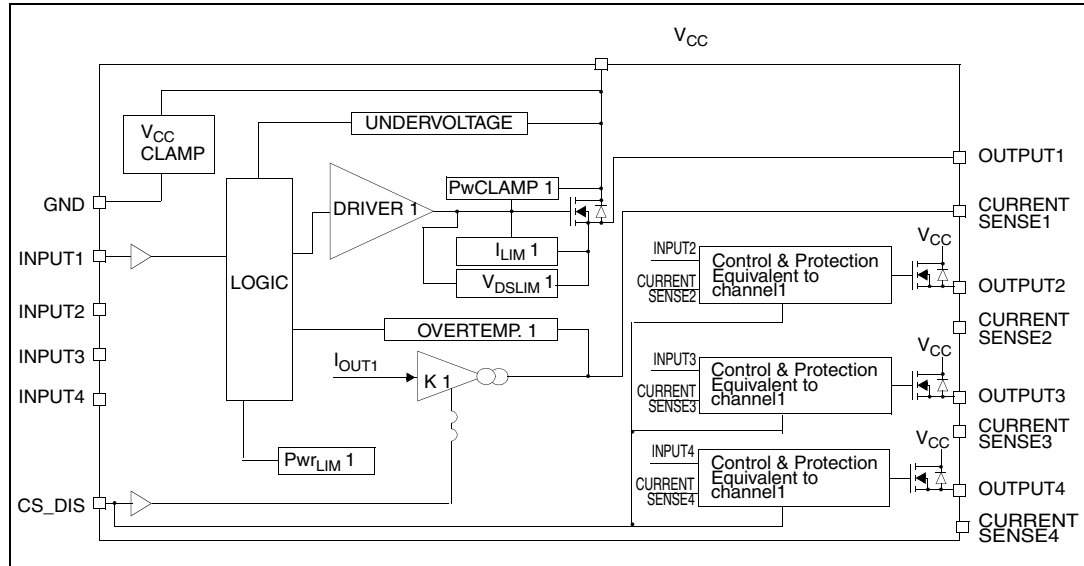 VCC
VCC
CLAMP
UNDERVOLTAGE
OUTPUT1
PwCLAMP 1
GND
DRIVER 1
CURRENT
SENSE1
INPUT1
LOGIC
ILIM 1
VDSLIM 1
INPUT2
CURRENT
SENSE2
Control & Protection
Equivalent to
channel1
VCC
OUTPUT2
INPUT2
OVERTEMP. 1
CURRENT
SENSE2
INPUT3
IOUT1
K 1
INPUT3
CURRENT
SENSE3
Control & Protection
Equivalent to
channel1
VCC
OUTPUT3
INPUT4
CURRENT
SENSE3
PwrLIM 1
INPUT4
CURRENT
SENSE4
Control & Protection
Equivalent to
channel1
VCC
OUTPUT4
CS_DIS
CURRENT
SENSE4